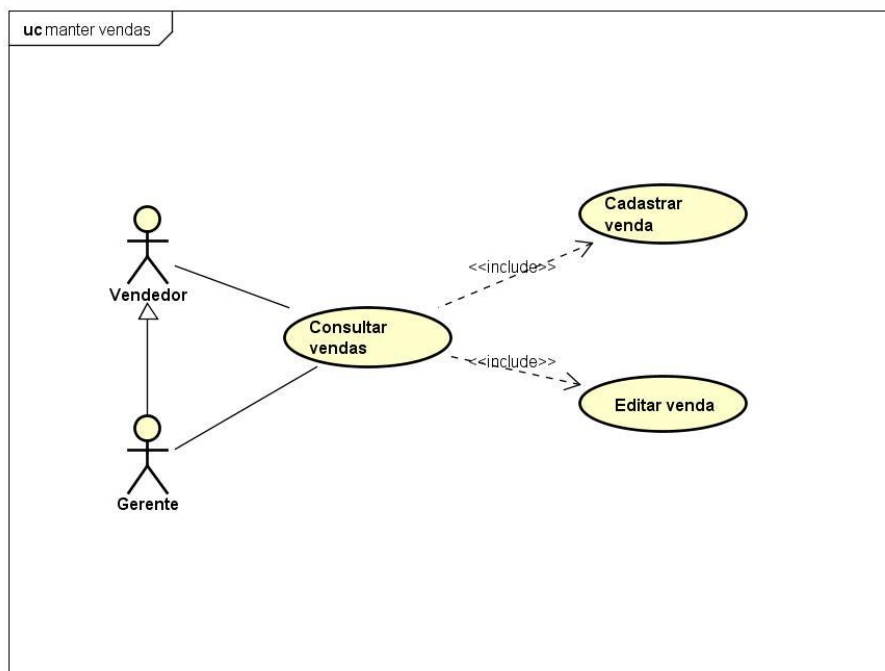 uc manter vendas
Cadastrar
venda
<<include>>
Vendedor
Consultar
vendas
<<include>>
Editar venda
Gerente